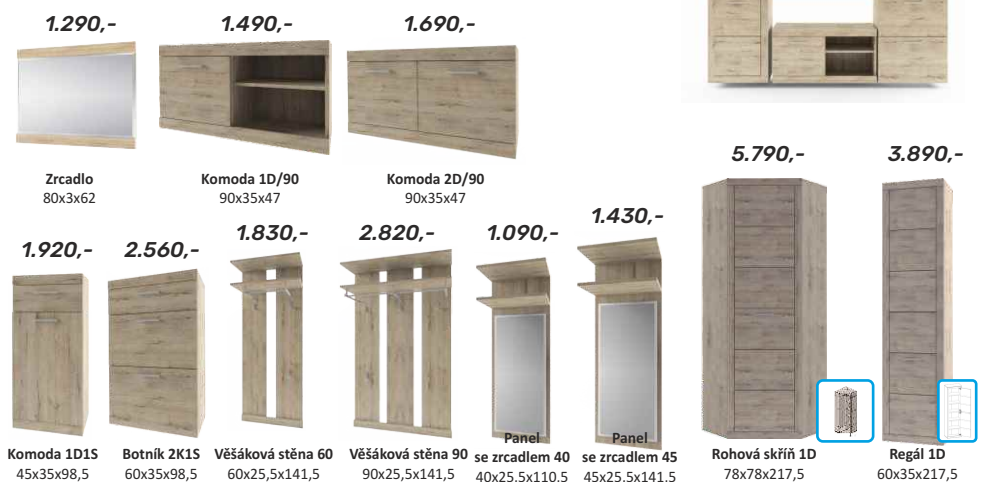 1.290,-
1.490,-
1.690,-
Zrcadlo
80x3x62
Komoda 1D/90
90x35x47
Komoda 2D/90
90x35x47
5.790,-
3.890,-
1.920,-
2.560,-
1.830,-
2.820,-
1.090,-
1.430,-
Komoda 1D1S
45x35x98,5
Botník 2K1S
60x35x98,5
Věšáková stěna 60
60x25,5x141,5
Věšáková stěna 90
90x25,5x141,5
Panel
se zrcadlem 40
40x25,5x110,5
Panel
se zrcadlem 45
45x25,5x141,5
Rohová skříň 1D
78x78x217,5
Regál 1D
60x35x217,5